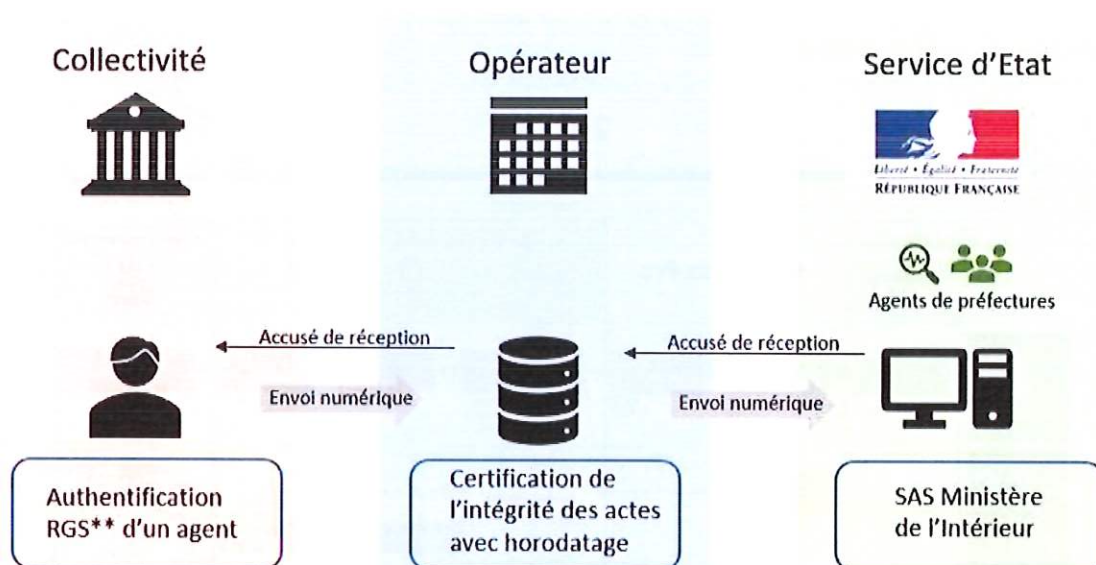 Collectivité
Opérateur
Service d'Etat
Liberté • Égalité • Fraternité
RÉPUBLIQUE FRANÇAISE
Agents de préfectures
Accusé de réception
Accusé de réception
Envoi numérique
Envoi numérique
Authentification
RGS** d'un agent
Certification de
l'intégrité des actes
avec horodatage
SAS Ministère
de l'Intérieur